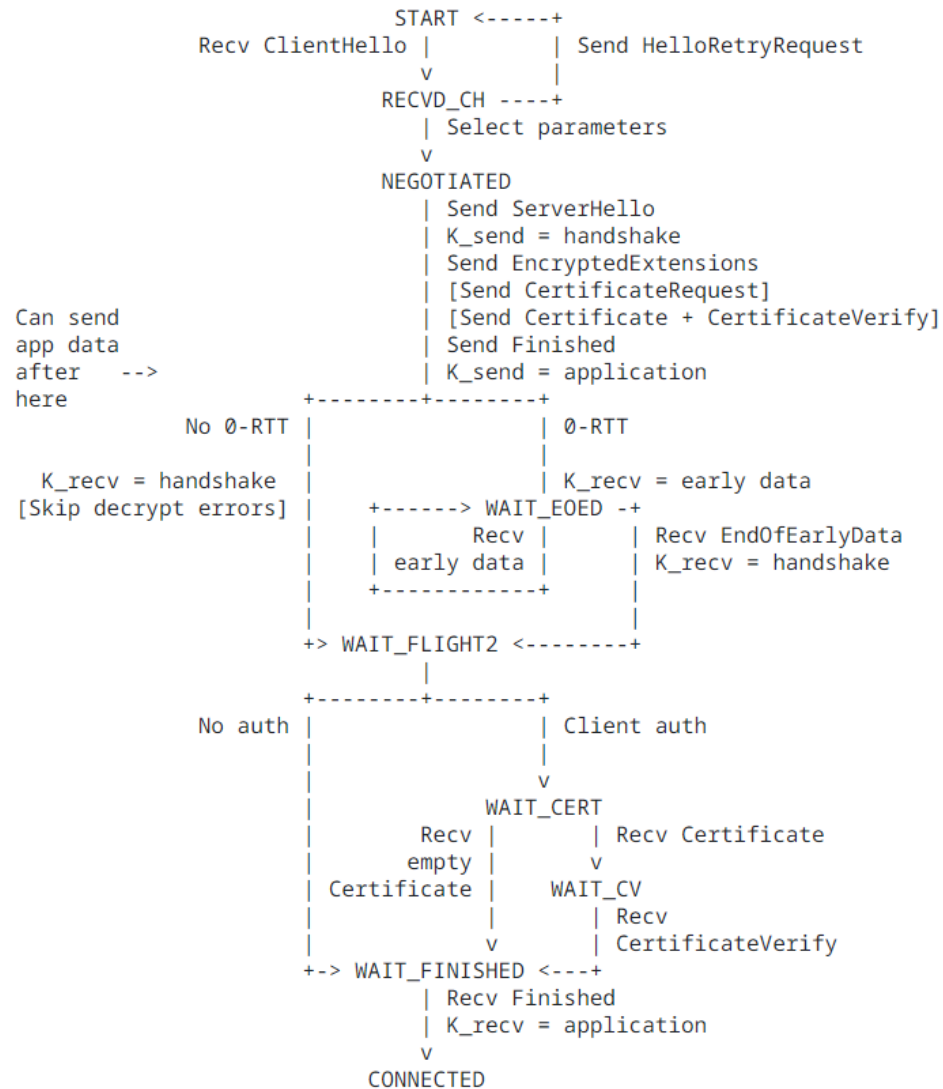 START <-----+
               Recv ClientHello |         | Send HelloRetryRequest
                                v         |
                             RECVD_CH ----+
                                | Select parameters
                                v
                             NEGOTIATED
                                | Send ServerHello
                                | K_send = handshake
                                | Send EncryptedExtensions
                                | [Send CertificateRequest]
 Can send                       | [Send Certificate + CertificateVerify]
 app data                       | Send Finished
 after   -->                    | K_send = application
 here                  +--------+--------+
              No 0-RTT |                 | 0-RTT
                       |                 |
   K_recv = handshake  |                 | K_recv = early data
 [Skip decrypt errors] |    +------> WAIT_EOED -+
                       |    |       Recv |      | Recv EndOfEarlyData
                       |    | early data |      | K_recv = handshake
                       |    +------------+      |
                       |                        |
                       +> WAIT_FLIGHT2 <--------+
                                |
                       +--------+--------+
               No auth |                 | Client auth
                       |                 |
                       |                 v
                       |             WAIT_CERT
                       |        Recv |       | Recv Certificate
                       |       empty |       v
                       | Certificate |    WAIT_CV
                       |             |       | Recv
                       |             v       | CertificateVerify
                       +-> WAIT_FINISHED <---+
                                | Recv Finished
                                | K_recv = application
                                v
                            CONNECTED